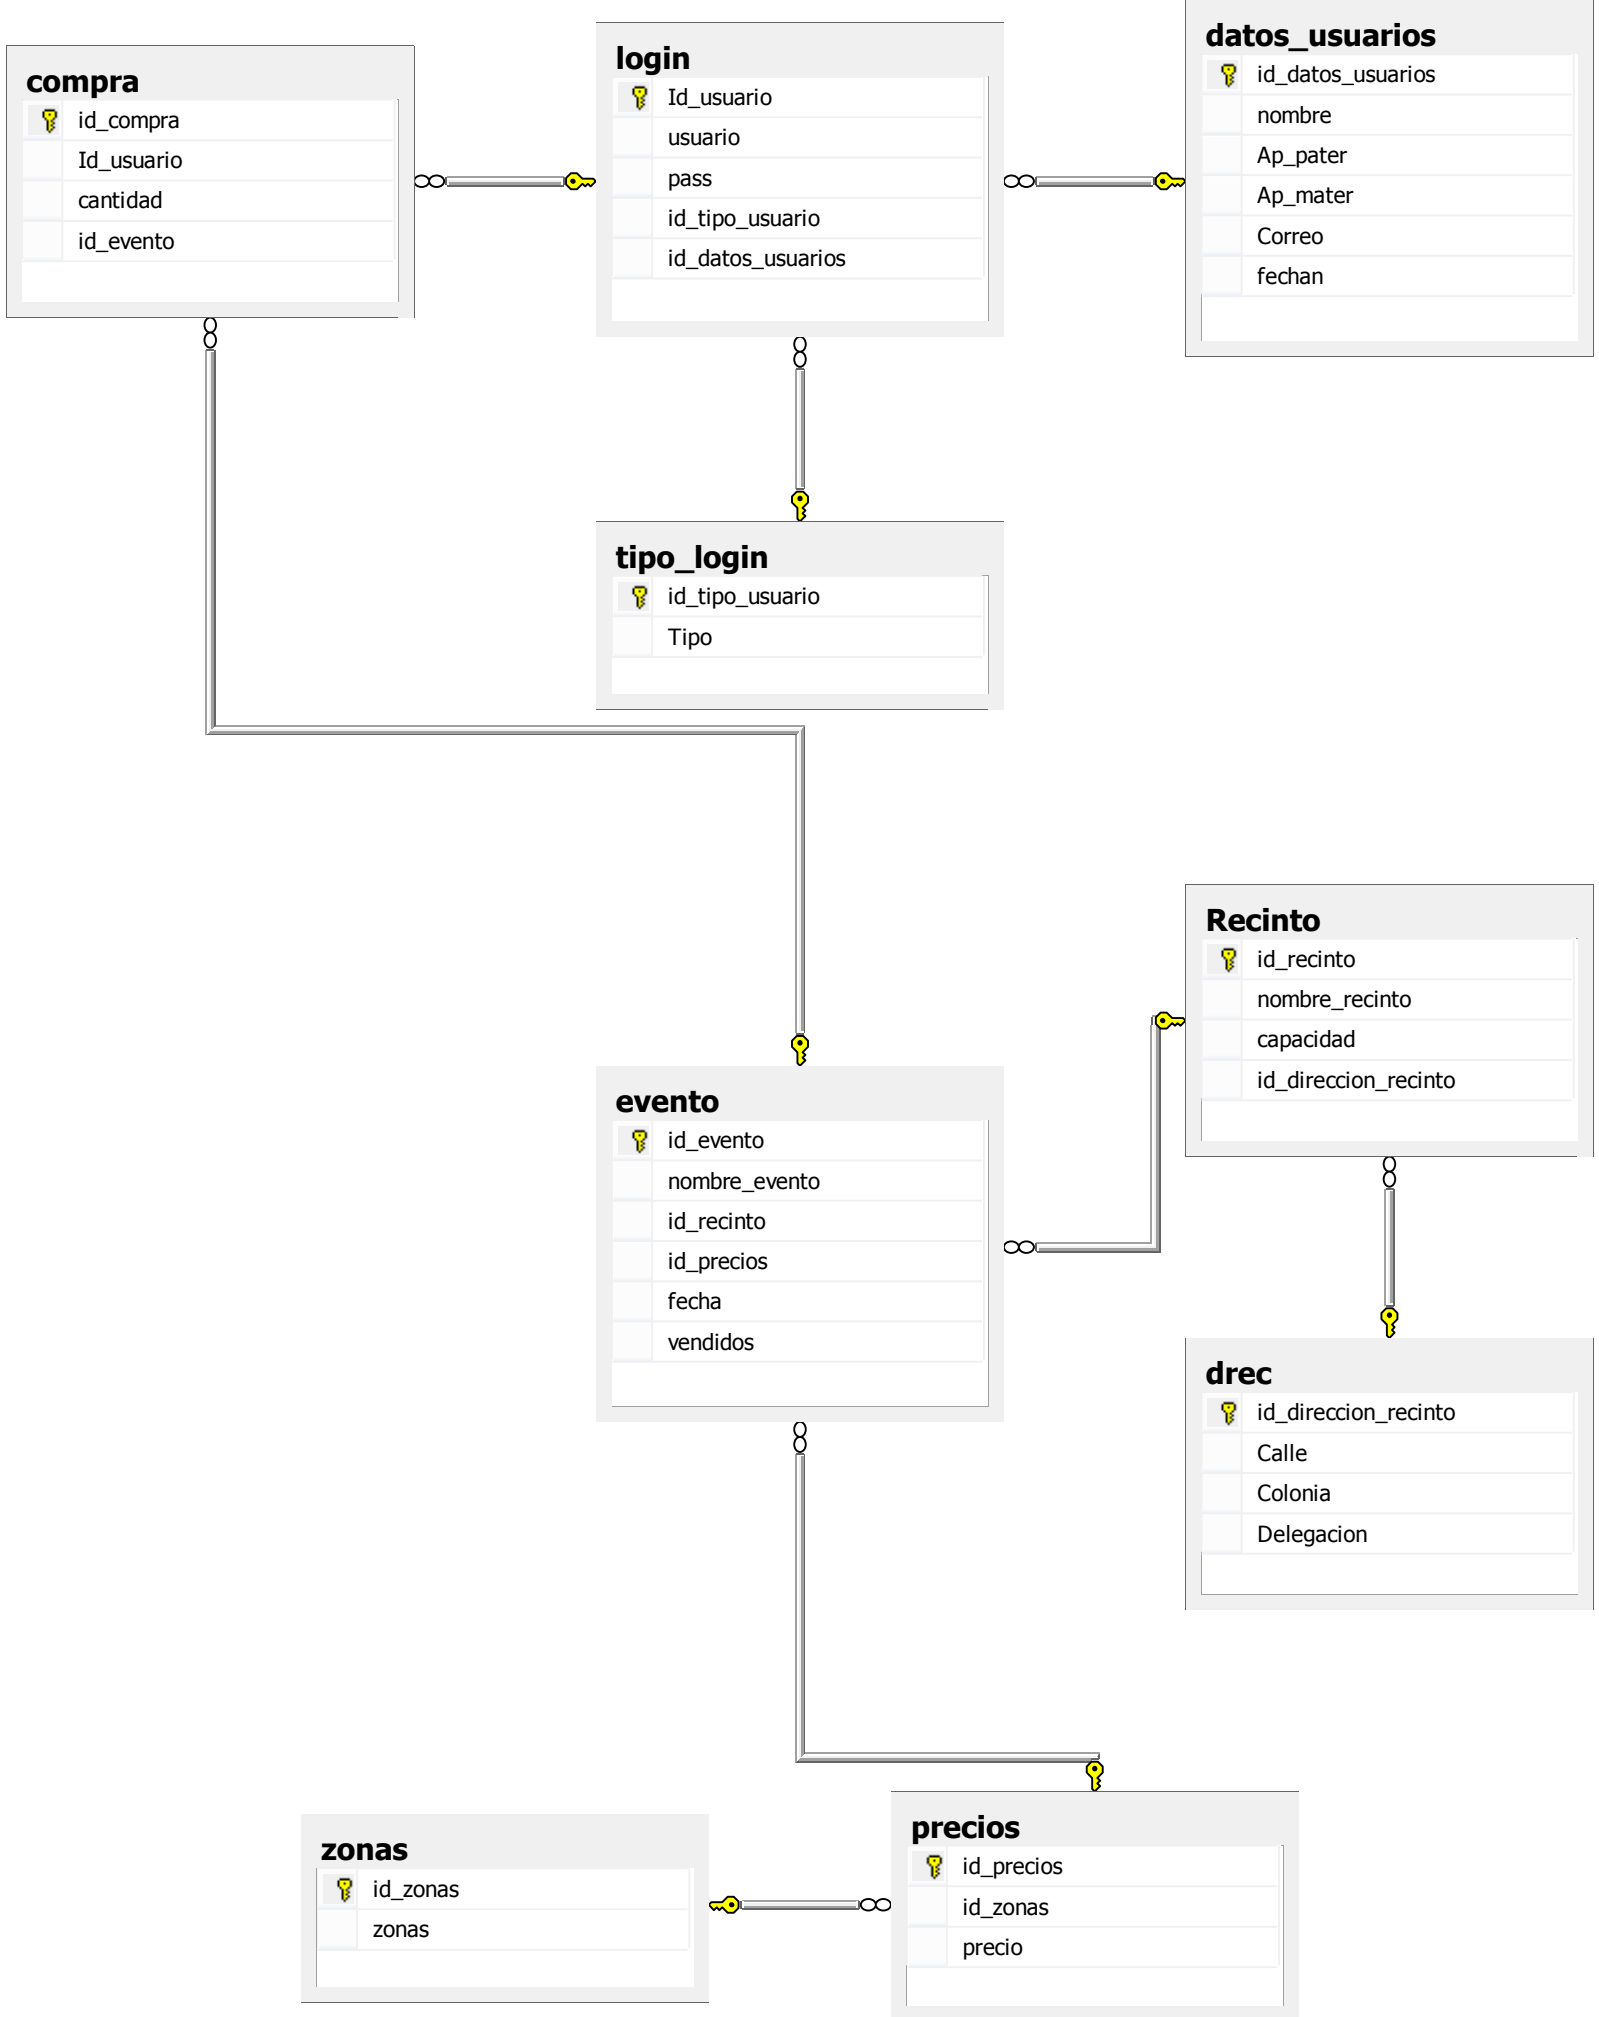 compra
id_compra
Id_usuario
cantidad
id_evento
login
Id_usuario
usuario
pass
id_tipo_usuario
id_datos_usuarios
datos_usuarios
id_datos_usuarios
nombre
Ap_pater
Ap_mater
Correo
fechan
tipo_login
id_tipo_usuario
Tipo
Recinto
id_recinto
nombre_recinto
capacidad
id_direccion_recinto
evento
id_evento
nombre_evento
id_recinto
id_precios
fecha
vendidos
drec
id_direccion_recinto
Calle
Colonia
Delegacion
zonas
id_zonas
zonas
precios
id_precios
id_zonas
precio